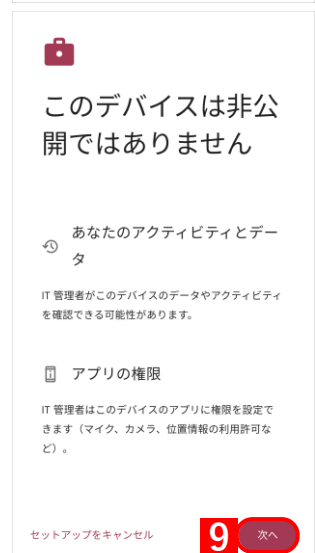 このデバイスは非公
開ではありません
あなたのアクティビティとデー
タ
IT 管理者がこのデバイスのデータやアクティビティ
を確認できる可能性があります。
アプリの権限
IT 管理者はこのデバイスのアプリに権限を設定で
きます（マイク、カメラ、位置情報の利用許可な
ど）。
セットアップをキャンセル
9
次へ